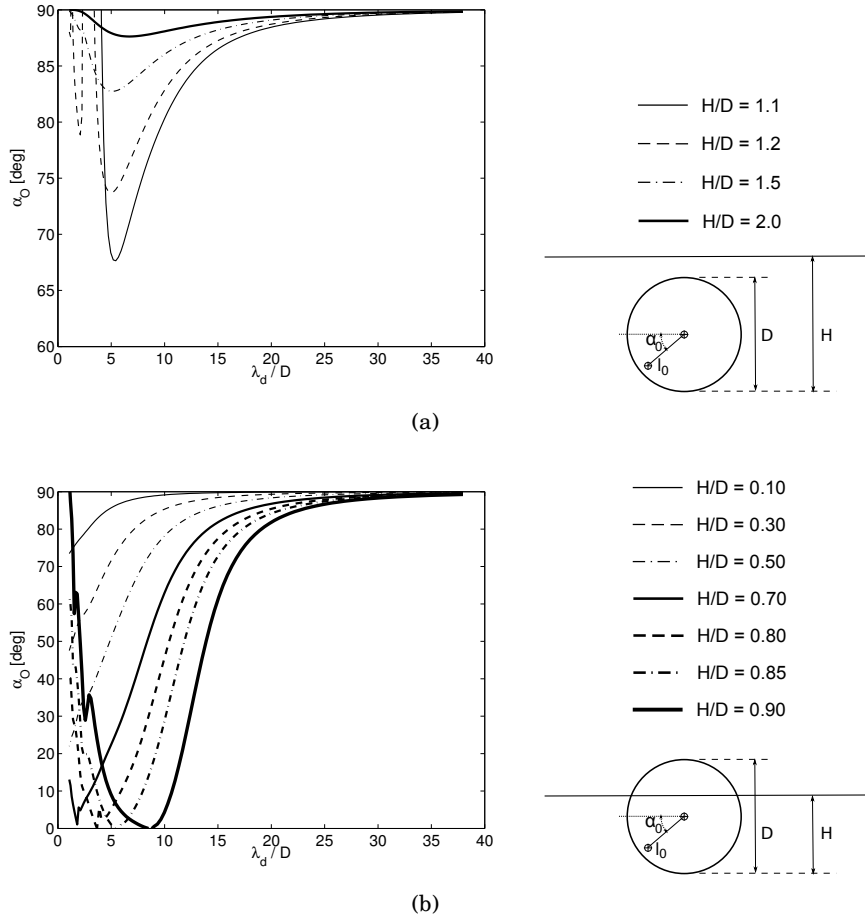 90
85
80
75
70
65
60
α_O [deg]
0 5 10 15 20 25 30 35 40
λ_d / D
H/D = 1.1
H/D = 1.2
H/D = 1.5
H/D = 2.0
α_0
l_0
D
H
(a)
90
80
70
60
50
40
30
20
10
0
α_O [deg]
0 5 10 15 20 25 30 35 40
λ_d / D
H/D = 0.10
H/D = 0.30
H/D = 0.50
H/D = 0.70
H/D = 0.80
H/D = 0.85
H/D = 0.90
α_0
l_0
D
H
(b)